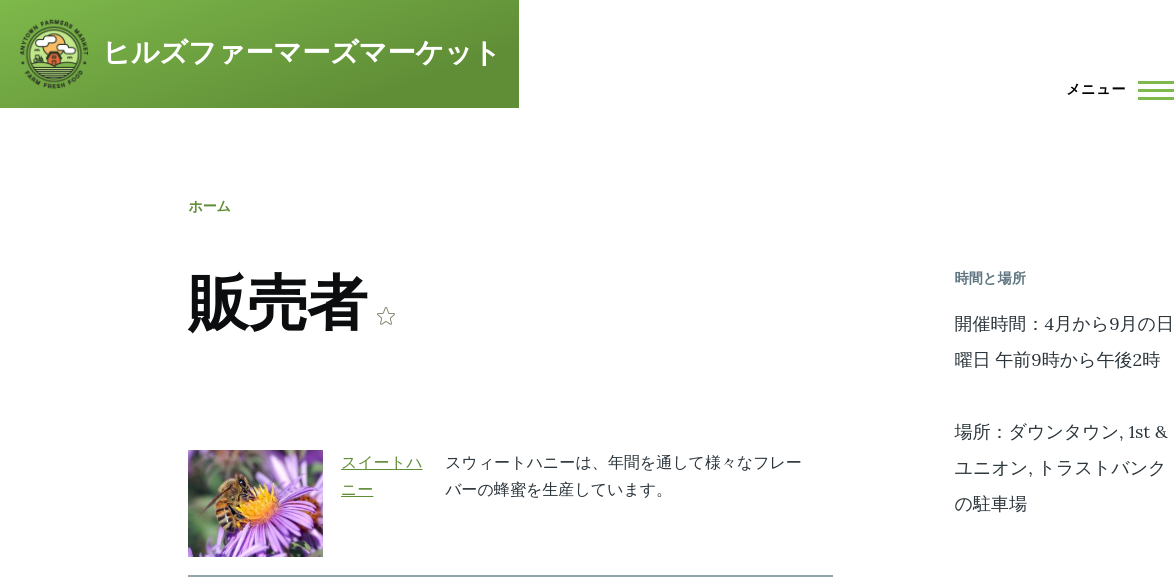 ANYTOWN FARMERS MARKET
FARM FRESH FOOD
ヒルズファーマーズマーケット
メニュー
ホーム
販売者
時間と場所
開催時間：4月から9月の日
曜日 午前9時から午後2時
場所：ダウンタウン, 1st &
ユニオン, トラストバンク
の駐車場
スイートハ
ニー
スウィートハニーは、年間を通して様々なフレー
バーの蜂蜜を生産しています。